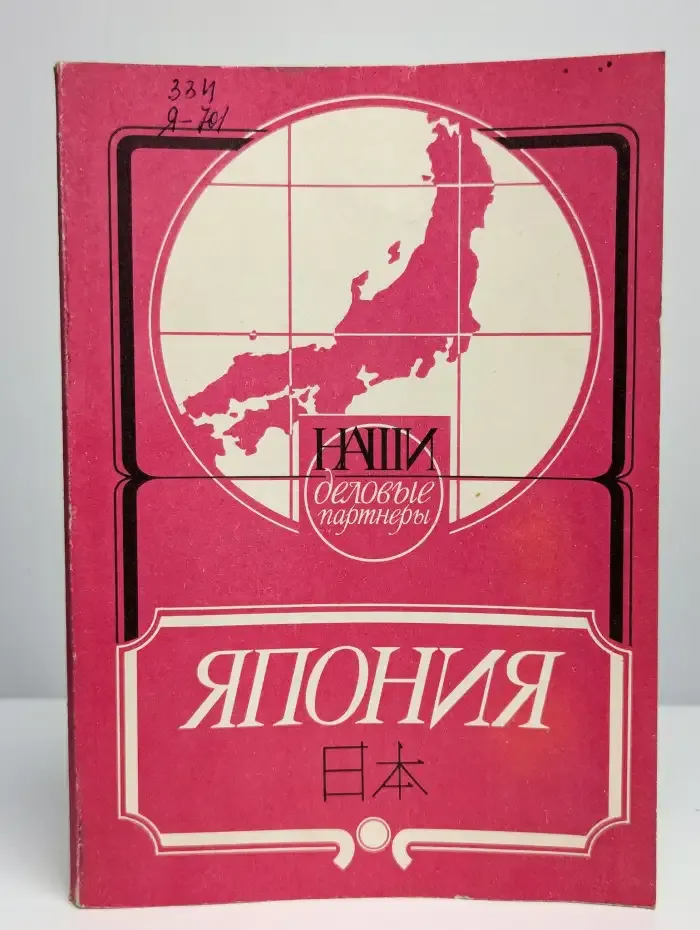 33И
Я-701
НАШИ
деловые
партнеры
ЯПОНИЯ
日本